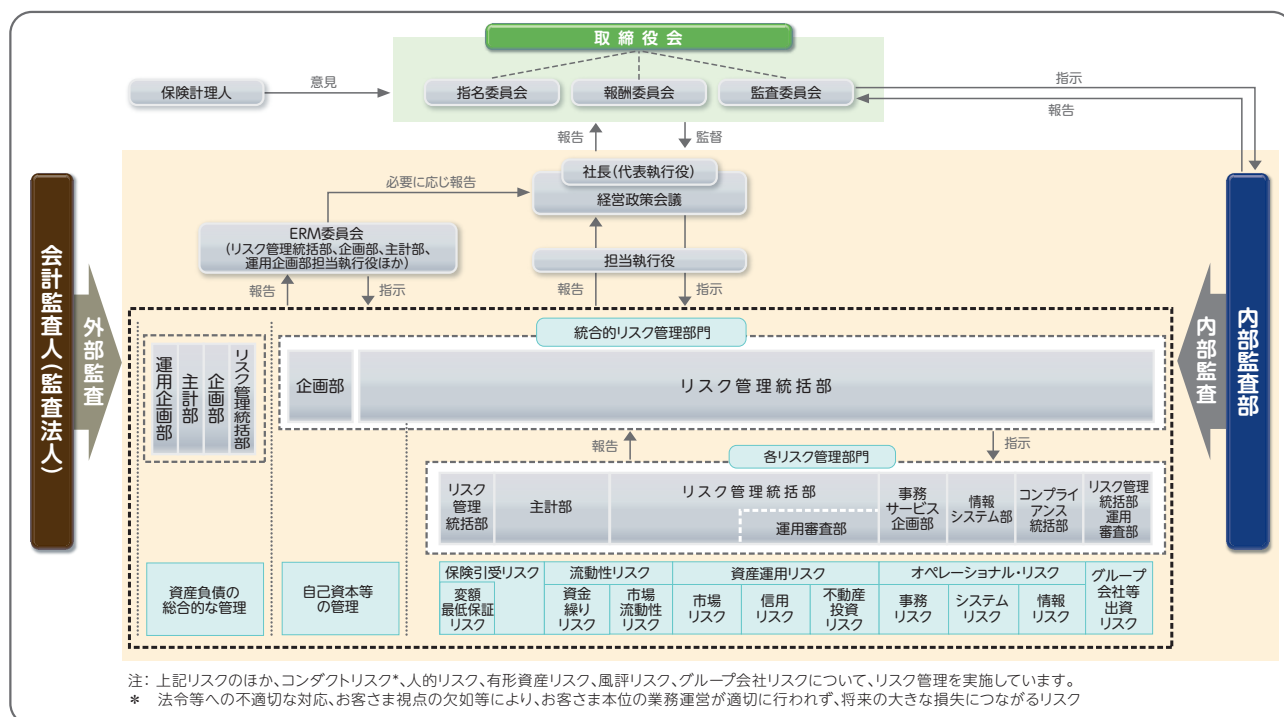 取締役会
保険計理人
意見
指名委員会
報酬委員会
監査委員会
指示
報告
報告
監督
社長(代表執行役)
経営政策会議
必要に応じ報告
ERM委員会
(リスク管理統括部、企画部、主計部、
運用企画部担当執行役ほか)
担当執行役
報告
指示
報告
指示
会計監査人(監査法人)
外部監査
内部監査
内部監査部
統合的リスク管理部門
運用企画部
主計部
企画部
リスク管理統括部
企画部
リスク管理統括部
報告
指示
各リスク管理部門
リスク
管理
統括部
主計部
リスク管理統括部
運用審査部
事務
サービス
企画部
情報
システム部
コンプライ
アンス
統括部
リスク管理
統括部
運用
審査部
資産負債の
総合的な管理
自己資本等
の管理
保険引受リスク
変額
最低保証
リスク
流動性リスク
資金
繰り
リスク
市場
流動性
リスク
資産運用リスク
市場
リスク
信用
リスク
不動産
投資
リスク
オペレーショナル・リスク
事務
リスク
システム
リスク
情報
リスク
グループ
会社等
出資
リスク
注: 上記リスクのほか、コンダクトリスク*、人的リスク、有形資産リスク、風評リスク、グループ会社リスクについて、リスク管理を実施しています。
* 法令等への不適切な対応、お客さま視点の欠如等により、お客さま本位の業務運営が適切に行われず、将来の大きな損失につながるリスク